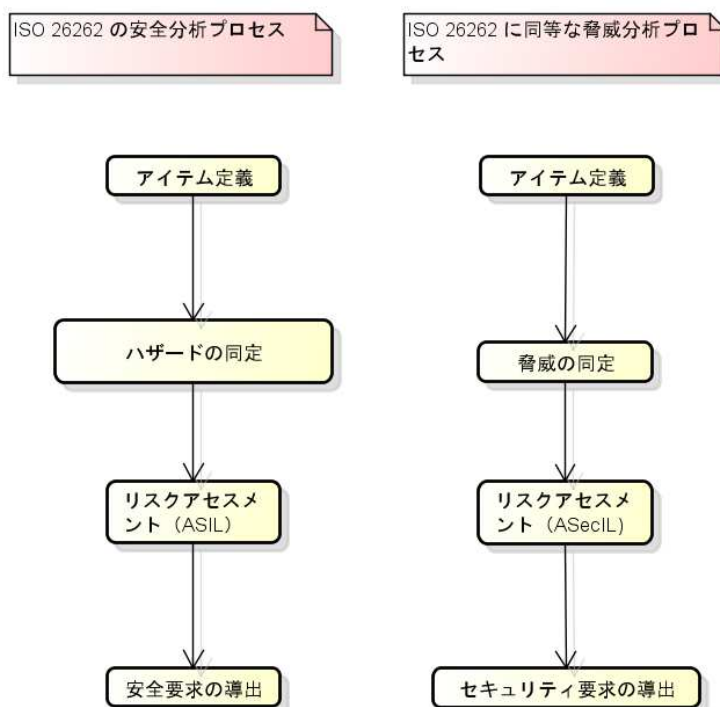 ISO 26262 の安全分析プロセス
ISO 26262 に同等な脅威分析プロ
セス
アイテム定義
ハザードの同定
リスクアセスメ
ント（ASIL）
安全要求の導出
アイテム定義
脅威の同定
リスクアセスメ
ント（ASecIL)
セキュリティ要求の導出